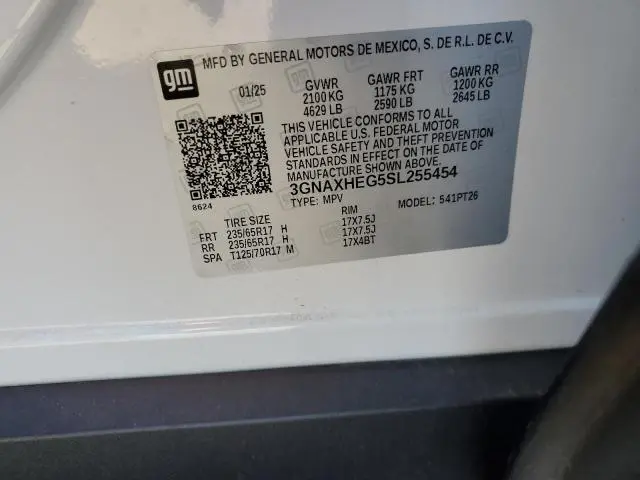 MFD BY GENERAL MOTORS DE MEXICO, S. DE R.L. DE C.V.
gm
01/25 GVWR GAWR FRT GAWR RR
2100 KG 1175 KG 1200 KG
4629 LB 2590 LB 2645 LB
THIS VEHICLE CONFORMS TO ALL
APPLICABLE U.S. FEDERAL MOTOR
VEHICLE SAFETY AND THEFT PREVENTION
STANDARDS IN EFFECT ON THE DATE OF
MANUFACTURE SHOWN ABOVE.
3GNAXHEG5SL255454
8624
TYPE: MPV MODEL: 541PT26
TIRE SIZE RIM
FRT 235/65R17 H 17X7.5J
RR 235/65R17 H 17X7.5J
SPA T125/70R17 M 17X4BT